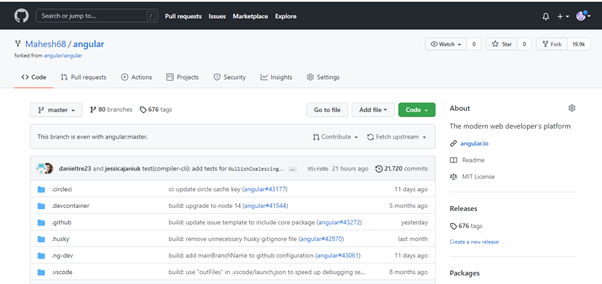 Search or jump to... / Pull requests Issues Marketplace Explore
Mahesh68 / angular
forked from angular/angular
Watch 0 Star 0 Fork 19.9k
Code Pull requests Actions Projects Security Insights Settings
master 80 branches 676 tags Go to file Add file Code
This branch is even with angular:master. Contribute Fetch upstream
danieltre23 and jessicajaniuk test(compiler-cli): add tests for NullishCoalescing... ... 21 hours ago 21,720 commits
.circleci cc update circle cache key (angular#43177) 11 days ago
.devcontainer build: upgrade to node 14 (angular#41544) 5 months ago
.github build: update issue template to include core package (angular#43272) yesterday
.husky build: remove unnecessary husky gitignore file (angular#42870) last month
.ng-dev build: add mainBranchName to github configuration (angular#43061) 11 days ago
.vscode build: use "outFiles" in .vscode/launch.json to speed up debugging se... 8 months ago
About
The modern web developer's platform
angular.io
Readme
MIT License
Releases
676 tags
Create a new release
Packages